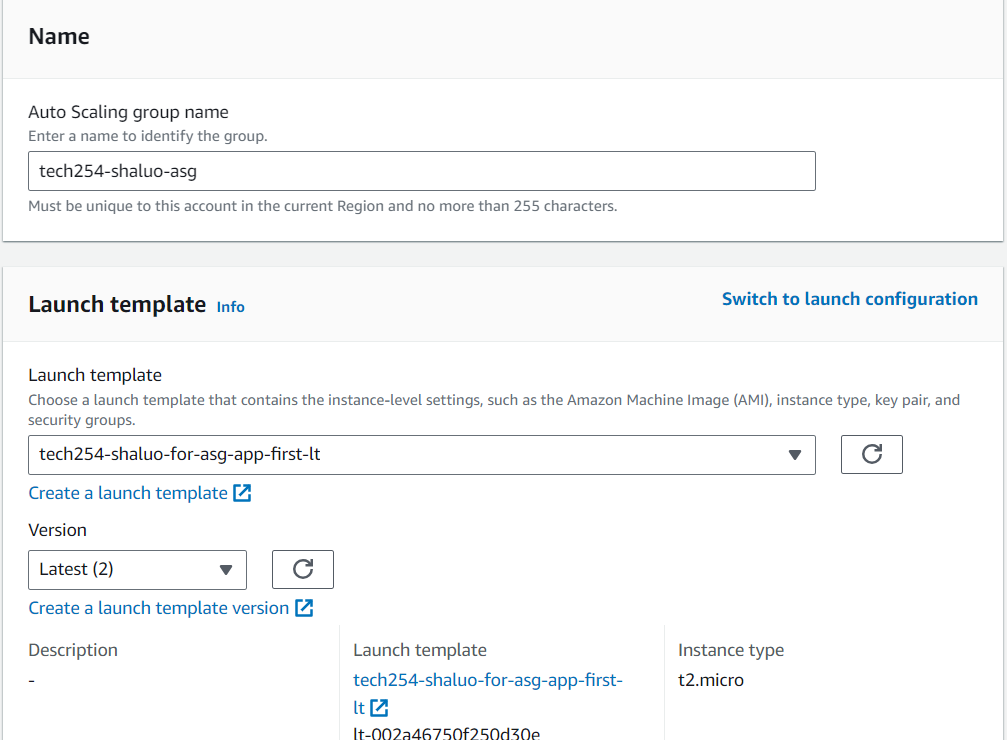 Name
Auto Scaling group name
Enter a name to identify the group.
tech254-shaluo-asg
Must be unique to this account in the current Region and no more than 255 characters.
Launch template Info
Switch to launch configuration
Launch template
Choose a launch template that contains the instance-level settings, such as the Amazon Machine Image (AMI), instance type, key pair, and
security groups.
tech254-shaluo-for-asg-app-first-lt
Create a launch template
Version
Latest (2)
Create a launch template version
Description
-
Launch template
tech254-shaluo-for-asg-app-first-
lt
lt-002a46750f250d30e
Instance type
t2.micro